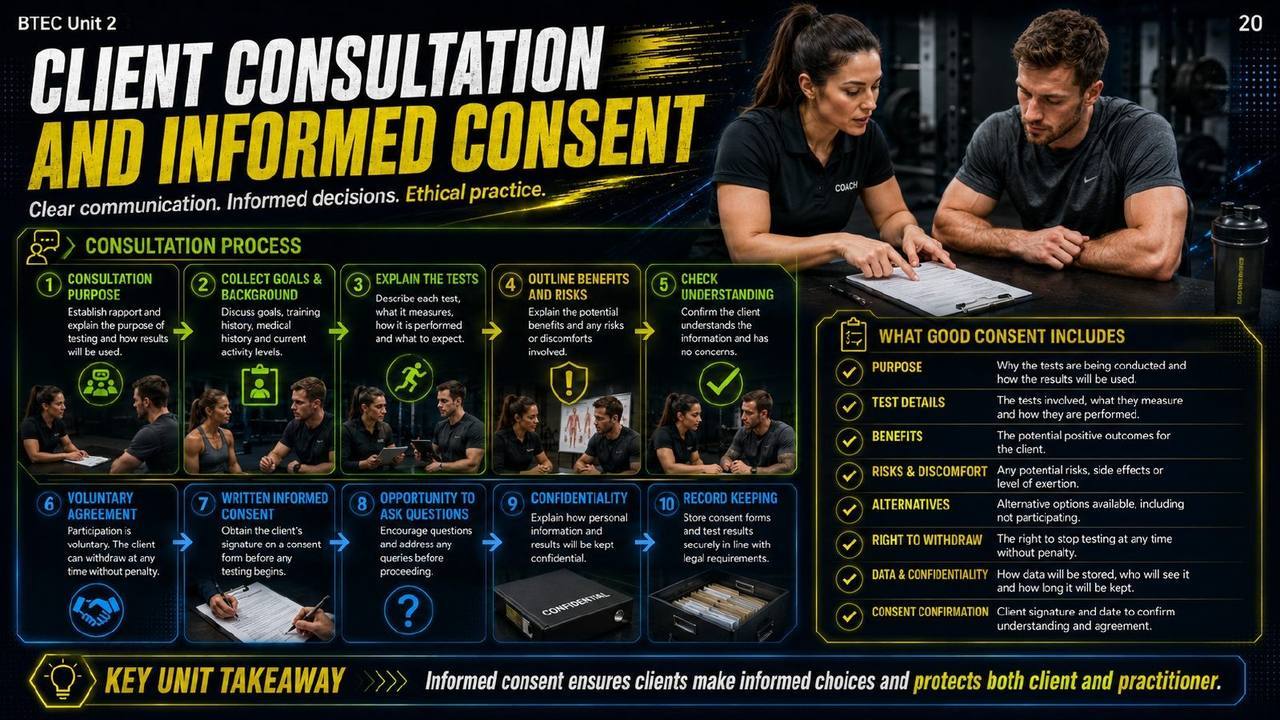 BTEC Unit 2
20
CLIENT CONSULTATION
AND INFORMED CONSENT
Clear communication. Informed decisions. Ethical practice.
COACH
CONSULTATION PROCESS
1 CONSULTATION
PURPOSE
Establish rapport and
explain the purpose of
testing and how results
will be used.
2 COLLECT GOALS &
BACKGROUND
Discuss goals, training
history, medical
history and current
activity levels.
3 EXPLAIN THE TESTS
Describe each test,
what it measures,
how it is performed
and what to expect.
4 OUTLINE BENEFITS
AND RISKS
Explain the potential
benefits and any risks
or discomforts
involved.
5 CHECK
UNDERSTANDING
Confirm the client
understands the
information and has
no concerns.
6 VOLUNTARY
AGREEMENT
Participation is
voluntary. The client
can withdraw at any
time without penalty.
7 WRITTEN INFORMED
CONSENT
Obtain the client's
signature on a consent
form before any
testing begins.
8 OPPORTUNITY TO
ASK QUESTIONS
Encourage questions
and address any
queries before
proceeding.
?
9 CONFIDENTIALITY
Explain how personal
information and
results will be kept
confidential.
CONFIDENTIAL
10 RECORD KEEPING
Store consent forms
and test results
securely in line with
legal requirements.
WHAT GOOD CONSENT INCLUDES
PURPOSE Why the tests are being conducted and
how the results will be used.
TEST DETAILS The tests involved, what they measure
and how they are performed.
BENEFITS The potential positive outcomes for
the client.
RISKS & DISCOMFORT Any potential risks, side effects or
level of exertion.
ALTERNATIVES Alternative options available, including
not participating.
RIGHT TO WITHDRAW The right to stop testing at any time
without penalty.
DATA & CONFIDENTIALITY How data will be stored, who will see it
and how long it will be kept.
CONSENT CONFIRMATION Client signature and date to confirm
understanding and agreement.
KEY UNIT TAKEAWAY
Informed consent ensures clients make informed choices and protects both client and practitioner.